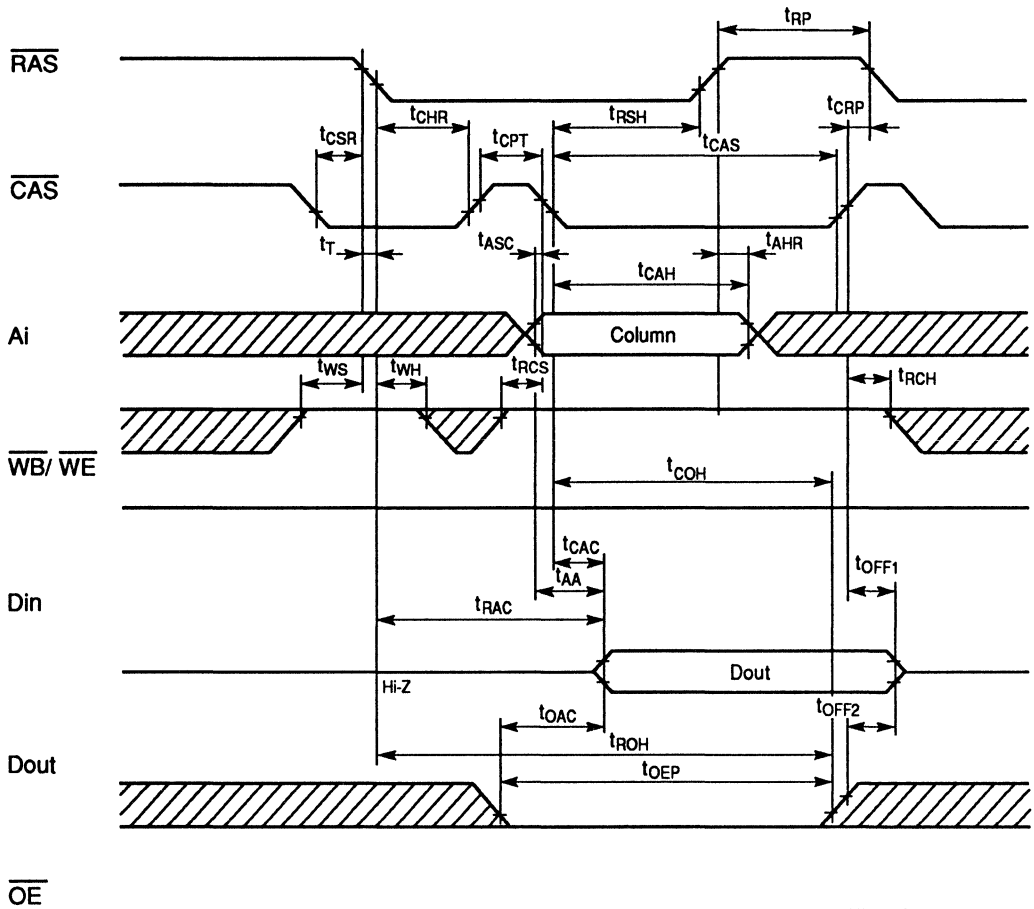 tRP
RAS
tCRP
tCHR
tRSH
tCSR
tCPT
tCAS
CAS
tT
tASC
tAHR
tCAH
Ai
Column
tWS
tWH
tRCS
tRCH
WB/ WE
tCOH
tCAC
tOFF1
tAA
Din
tRAC
Dout
Hi-Z
tOFF2
tOAC
tROH
Dout
tOEP
OE